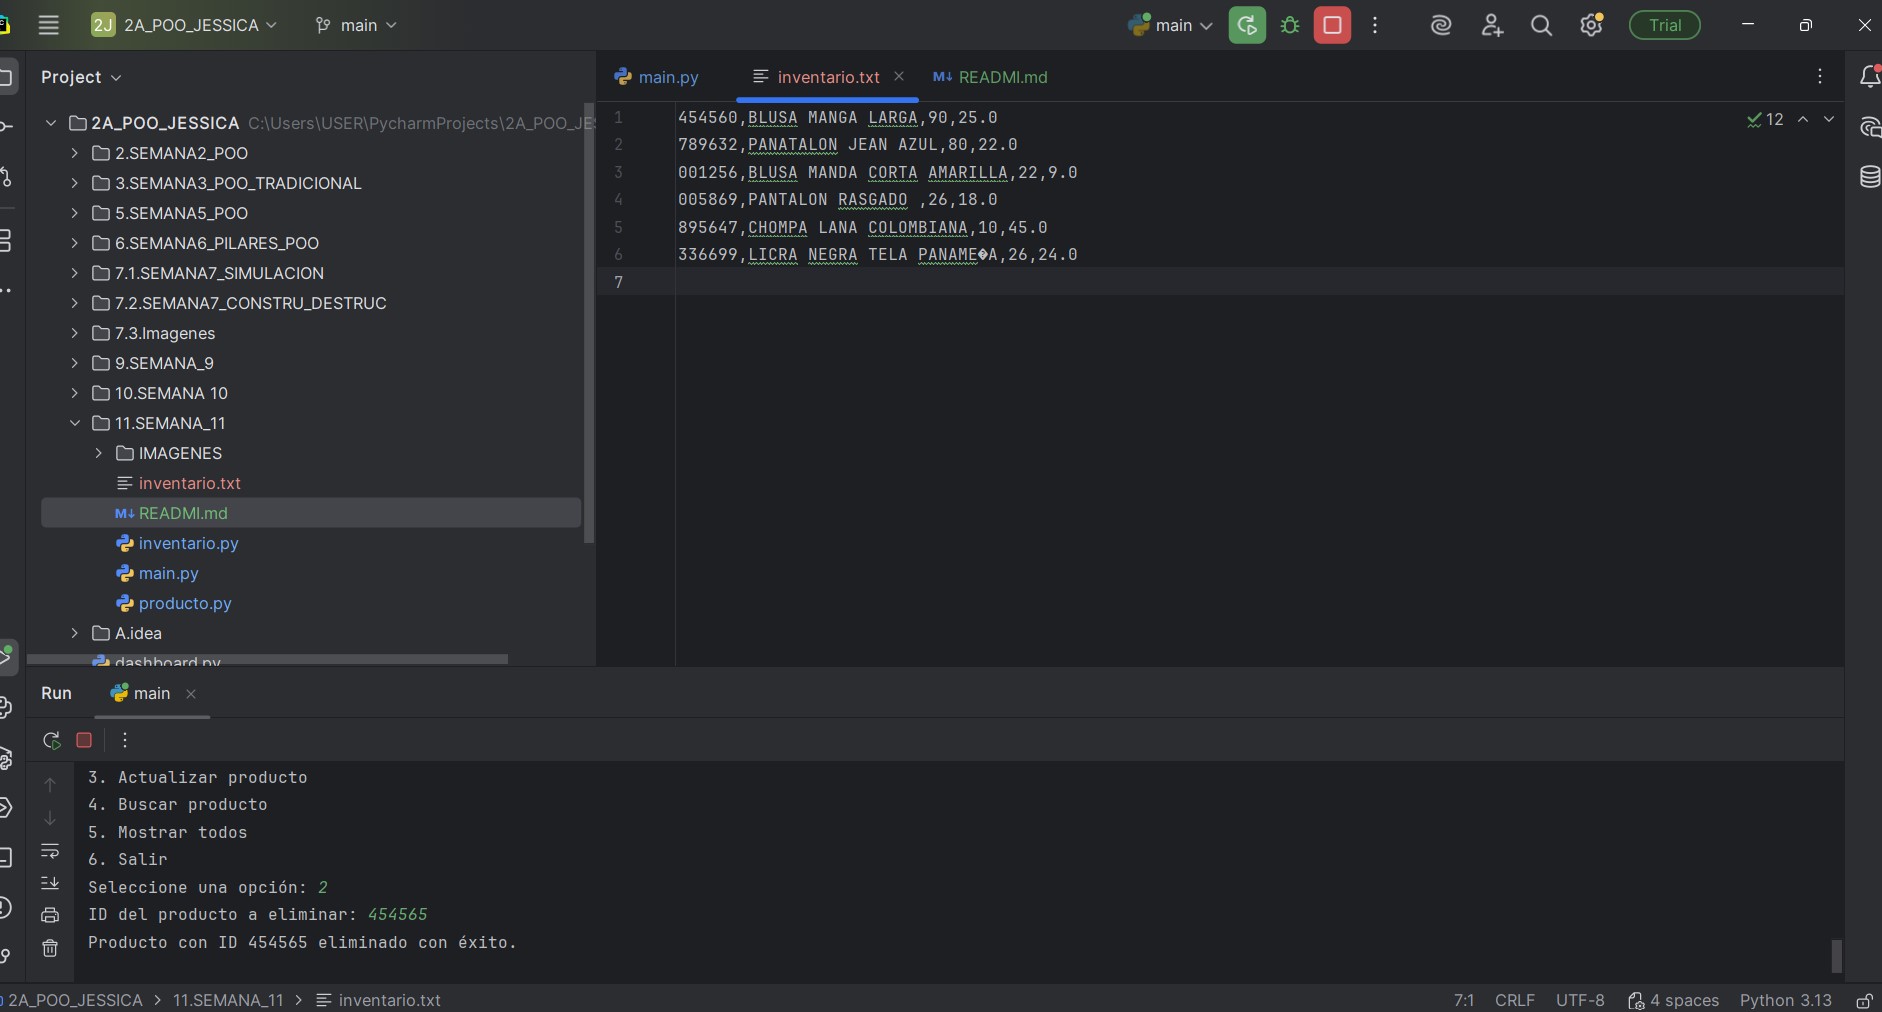 2J 2A_POO_JESSICA main main Trial
Project
main.py inventario.txt READMI.md
2A_POO_JESSICA C:\Users\USER\PycharmProjects\2A_POO_JES
2.SEMANA2_POO
3.SEMANA3_POO_TRADICIONAL
5.SEMANA5_POO
6.SEMANA6_PILARES_POO
7.1.SEMANA7_SIMULACION
7.2.SEMANA7_CONSTRU_DESTRUC
7.3.Imagenes
9.SEMANA_9
10.SEMANA 10
11.SEMANA_11
IMAGENES
inventario.txt
READMI.md
inventario.py
main.py
producto.py
A.idea
dashboard.py
1 454560,BLUSA MANGA LARGA,90,25.0
2 789632,PANATALON JEAN AZUL,80,22.0
3 001256,BLUSA MANDA CORTA AMARILLA,22,9.0
4 005869,PANTALON RASGADO ,26,18.0
5 895647,CHOMPA LANA COLOMBIANA,10,45.0
6 336699,LICRA NEGRA TELA PANAME�A,26,24.0
7
12
Run main
3. Actualizar producto
4. Buscar producto
5. Mostrar todos
6. Salir
Seleccione una opción: 2
ID del producto a eliminar: 454565
Producto con ID 454565 eliminado con éxito.
2A_POO_JESSICA > 11.SEMANA_11 > inventario.txt 7:1 CRLF UTF-8 4 spaces Python 3.13